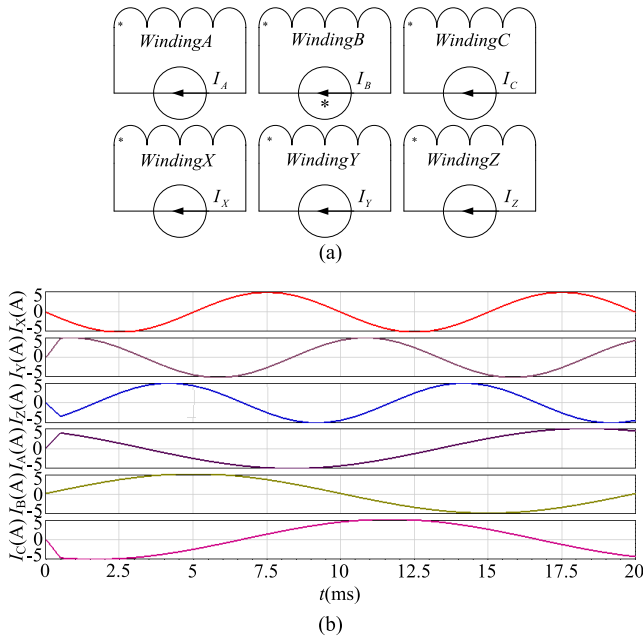 * * *
WindingA WindingB WindingC
I_A I_B I_C
*
* * *
WindingX WindingY WindingZ
I_X I_Y I_Z
(a)
I_X(A) 5 0 -5
I_Y(A) 5 0 -5
I_Z(A) 5 0 -5
I_A(A) 5 0 -5
I_B(A) 5 0 -5
I_C(A) 5 0 -5
0 2.5 5 7.5 10 12.5 15 17.5 20
t(ms)
(b)